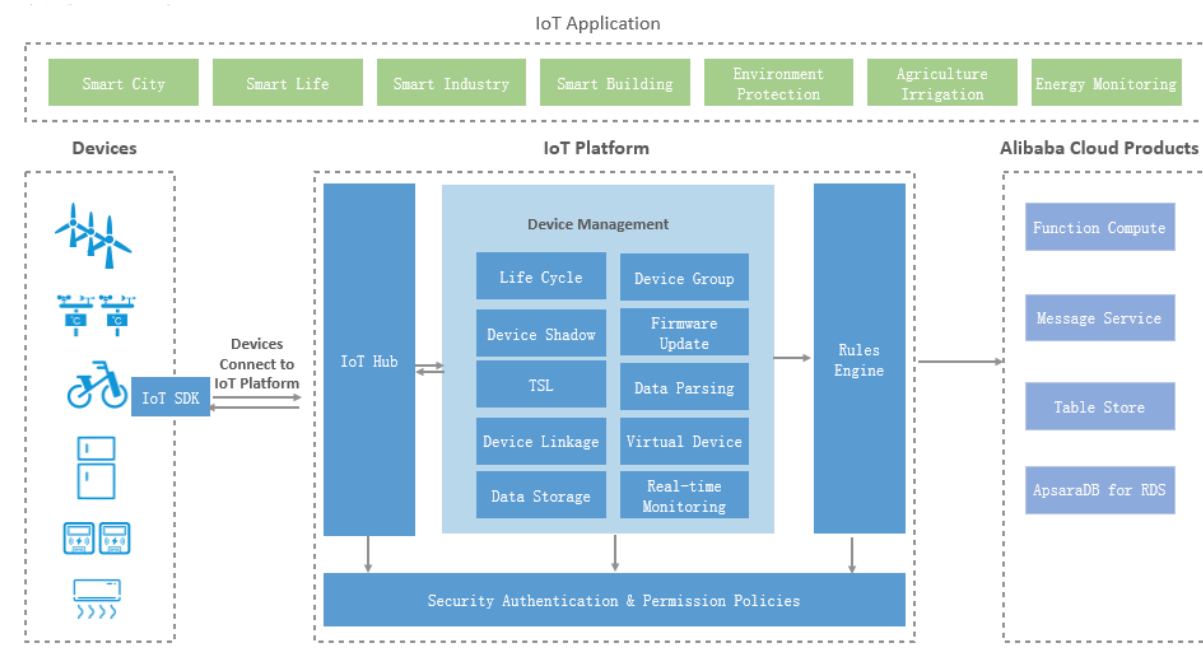 IoT Application
Smart City
Smart Life
Smart Industry
Smart Building
Environment
Protection
Agriculture
Irrigation
Energy Monitoring
Devices
IoT Platform
Alibaba Cloud Products
Devices
Connect to
IoT Platform
IoT SDK
°C
°C
IoT Hub
Device Management
Life Cycle
Device Group
Device Shadow
Firmware
Update
TSL
Data Parsing
Device Linkage
Virtual Device
Data Storage
Real-time
Monitoring
Rules
Engine
Security Authentication & Permission Policies
Function Compute
Message Service
Table Store
ApsaraDB for RDS